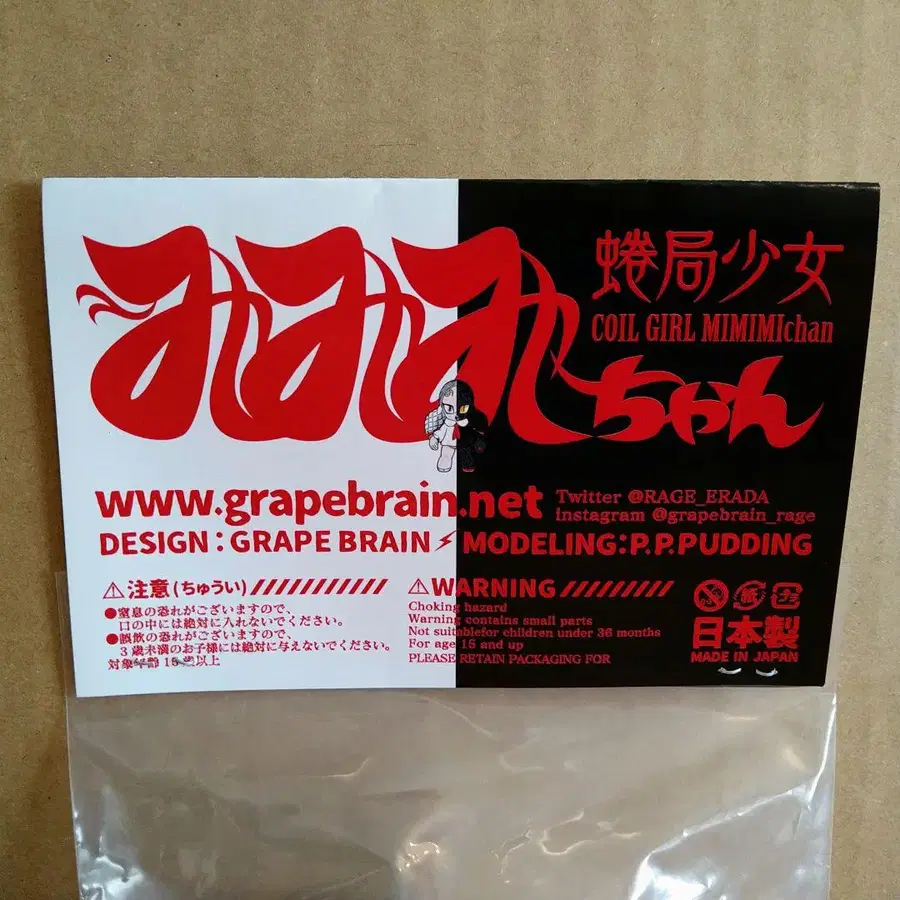 みみみちゃん
蜷局少女
COIL GIRL MIMIMIchan
www.grapebrain.net
Twitter @RAGE_ERADA
instagram @grapebrain_rage
DESIGN：GRAPE BRAIN⚡MODELING：P.P.PUDDING
⚠注意(ちゅうい)
●窒息の恐れがございますので、
口の中には絶対に入れないでください。
●誤飲の恐れがございますので、
3歳未満のお子様には絶対に与えないでください。
対象年齢 15歳以上
⚠WARNING
Choking hazard
Warning contains small parts
Not suitablefor children under 36 months
For age 15 and up
PLEASE RETAIN PACKAGING FOR
紙
プラ
日本製
MADE IN JAPAN